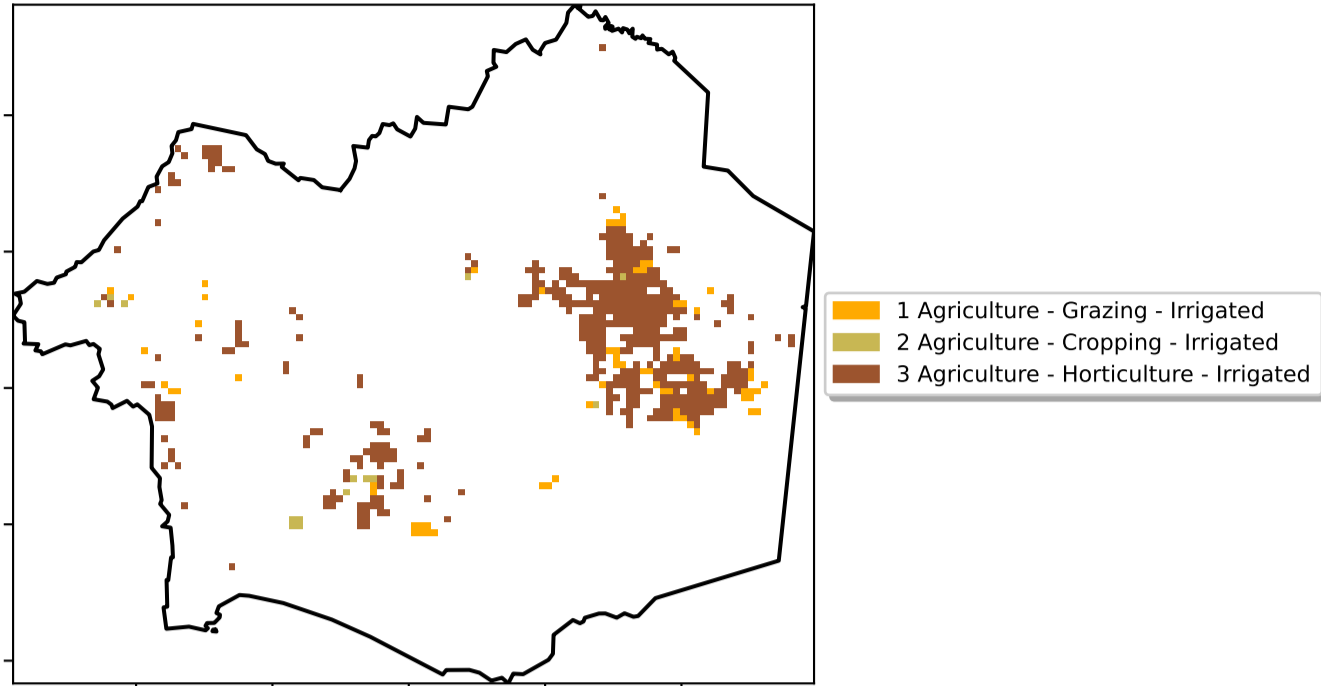 1 Agriculture - Grazing - Irrigated
2 Agriculture - Cropping - Irrigated
3 Agriculture - Horticulture - Irrigated